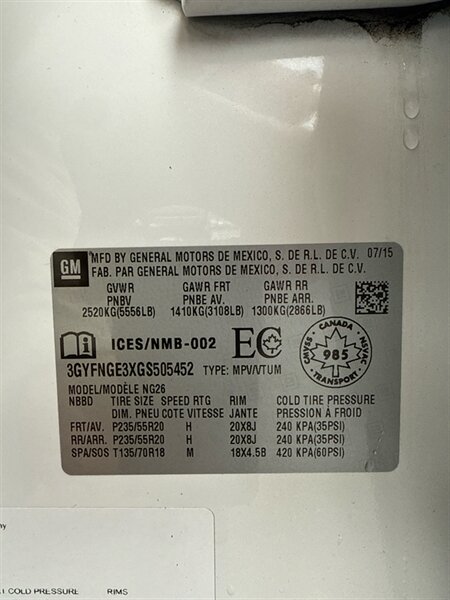 GM
MFD BY GENERAL MOTORS DE MEXICO, S. DE R.L. DE C.V. 07/15
FAB. PAR GENERAL MOTORS DE MEXICO, S. DE R.L. DE C.V.
GVWR GAWR FRT GAWR RR
PNBV PNBE AV. PNBE ARR.
2520KG(5556LB) 1410KG(3108LB) 1300KG(2866LB)
ICES/NMB-002 EC
CANADA
CMVSS NSVAC
985
TRANSPORT
3GYFNGE3XGS505452 TYPE: MPV/VTUM
MODEL/MODÈLE NG26
NBBD TIRE SIZE SPEED RTG RIM COLD TIRE PRESSURE
DIM. PNEU COTE VITESSE JANTE PRESSION À FROID
FRT/AV. P235/55R20 H 20X8J 240 KPA(35PSI)
RR/ARR. P235/55R20 H 20X8J 240 KPA(35PSI)
SPA/SOS T135/70R18 M 18X4.5B 420 KPA(60PSI)
COLD PRESSURE RIMS